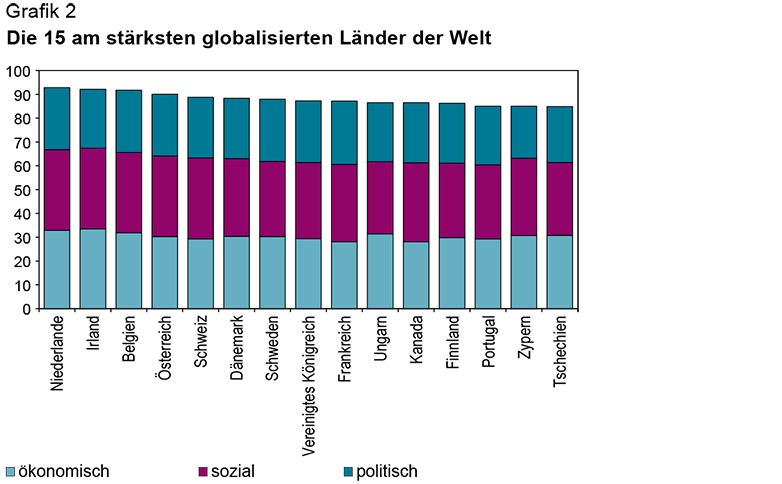 Grafik 2
Die 15 am stärksten globalisierten Länder der Welt
100
90
80
70
60
50
40
30
20
10
0
Niederlande
Irland
Belgien
Österreich
Schweiz
Dänemark
Schweden
Vereinigtes Königreich
Frankreich
Ungarn
Kanada
Finnland
Portugal
Zypern
Tschechien
ökonomisch sozial politisch